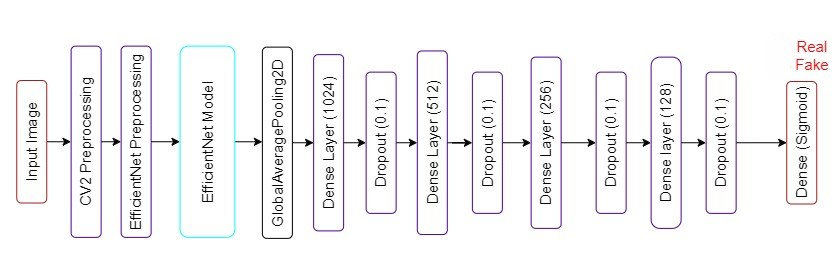 Input Image
CV2 Preprocessing
EfficientNet Preprocessing
EfficientNet Model
GlobalAveragePooling2D
Dense Layer (1024)
Dropout (0.1)
Dense Layer (512)
Dropout (0.1)
Dense Layer (256)
Dropout (0.1)
Dense layer (128)
Dropout (0.1)
Real
Fake
Dense (Sigmoid)